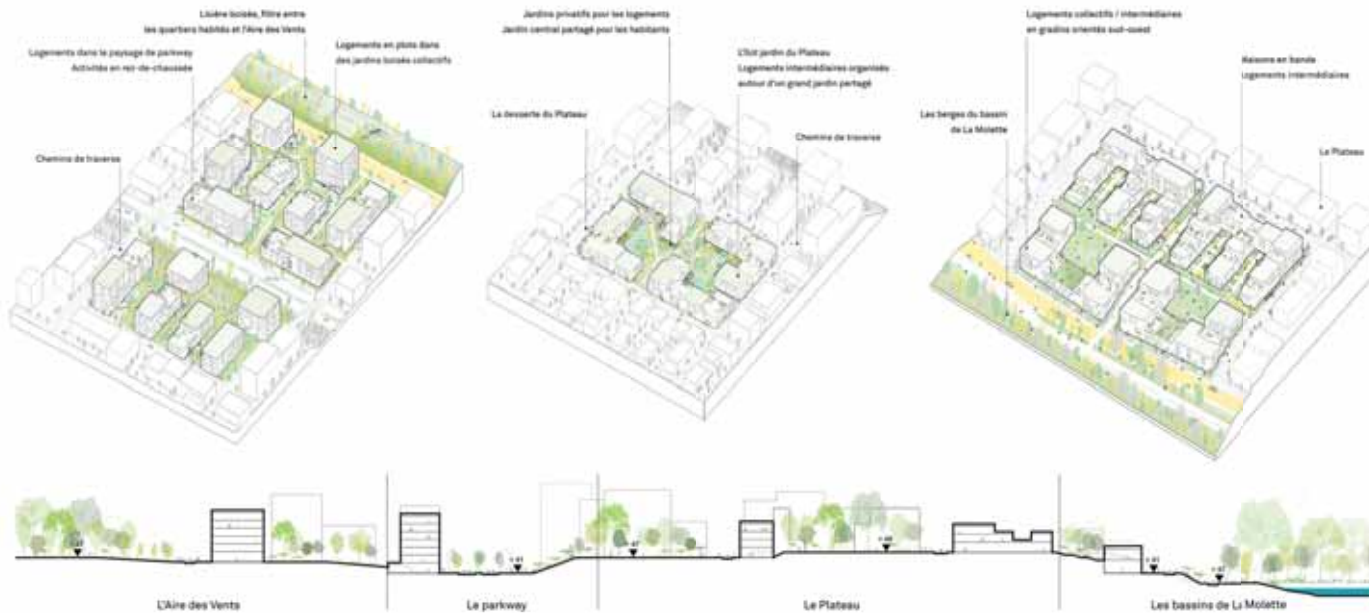 Lisière boisée, filtre entre
les quartiers habités et l'Aire des Vents
Logements dans le paysage de parkway
Activités en rez-de-chaussée
Logements en plots dans
des jardins boisés collectifs
Chemins de traverse
Jardins privatifs pour les logements
Jardin central partagé pour les habitants
L'îlot jardin du Plateau
Logements intermédiaires organisés
autour d'un grand jardin partagé
La desserte du Plateau
Chemins de traverse
Logements collectifs / intermédiaires
en gradins orientés sud-ouest
Maisons en bande
Logements intermédiaires
Les berges du bassin
de La Molette
Le Plateau
L'Aire des Vents
Le parkway
Le Plateau
Les bassins de La Molette